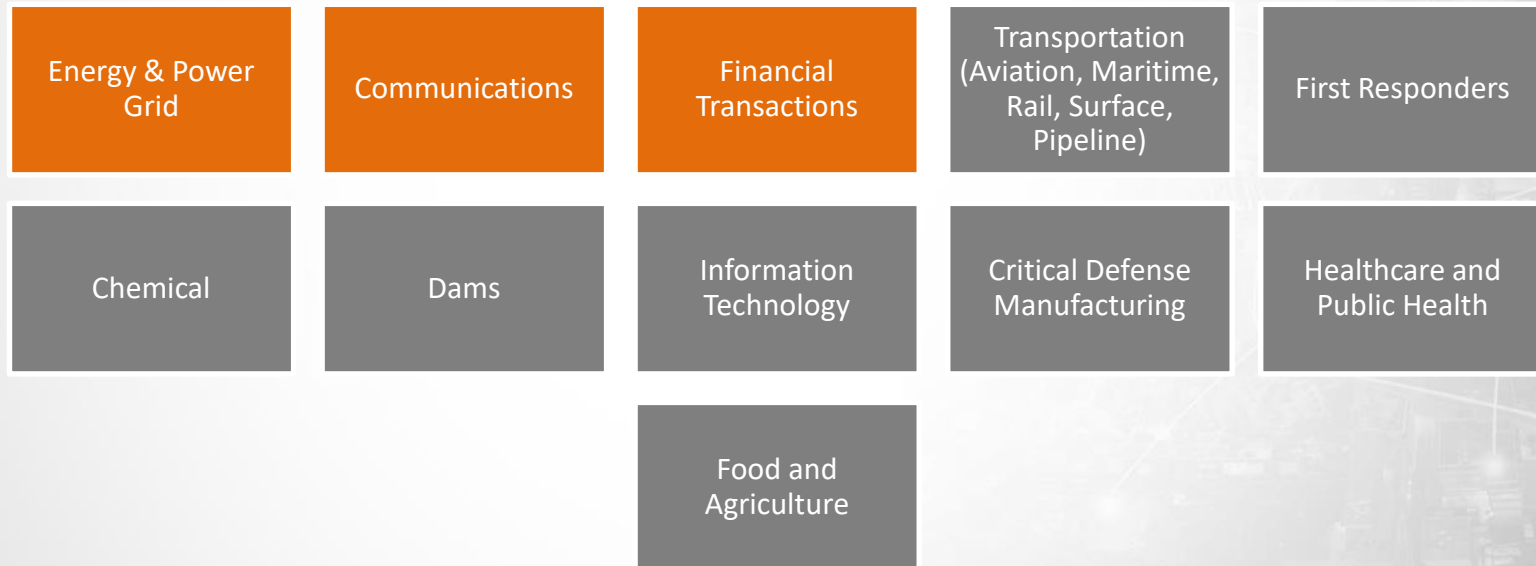 Energy & Power
Grid
Communications
Financial
Transactions
Transportation
(Aviation, Maritime,
Rail, Surface,
Pipeline)
First Responders
Chemical
Dams
Information
Technology
Critical Defense
Manufacturing
Healthcare and
Public Health
Food and
Agriculture